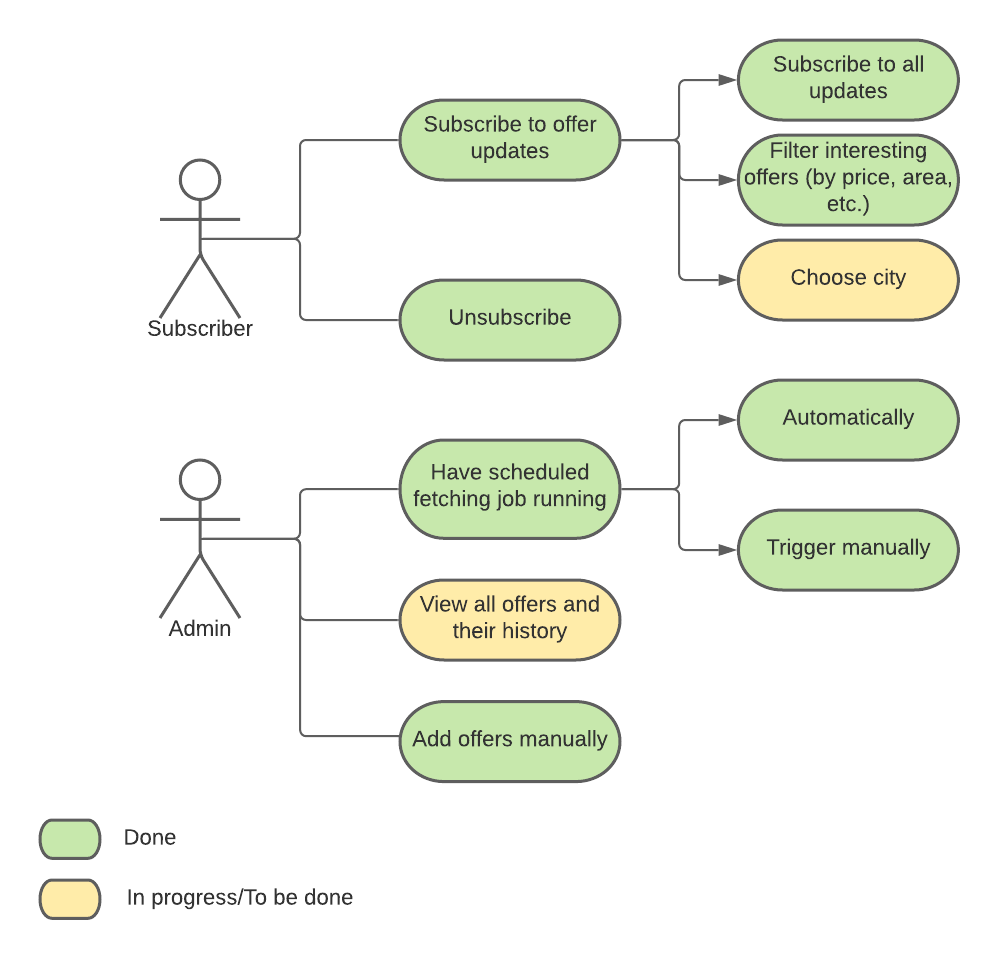 Subscribe to all
updates
Subscribe to offer
updates
Filter interesting
offers (by price, area,
etc.)
Choose city
Unsubscribe
Subscriber
Automatically
Have scheduled
fetching job running
Trigger manually
View all offers and
their history
Admin
Add offers manually
Done
In progress/To be done